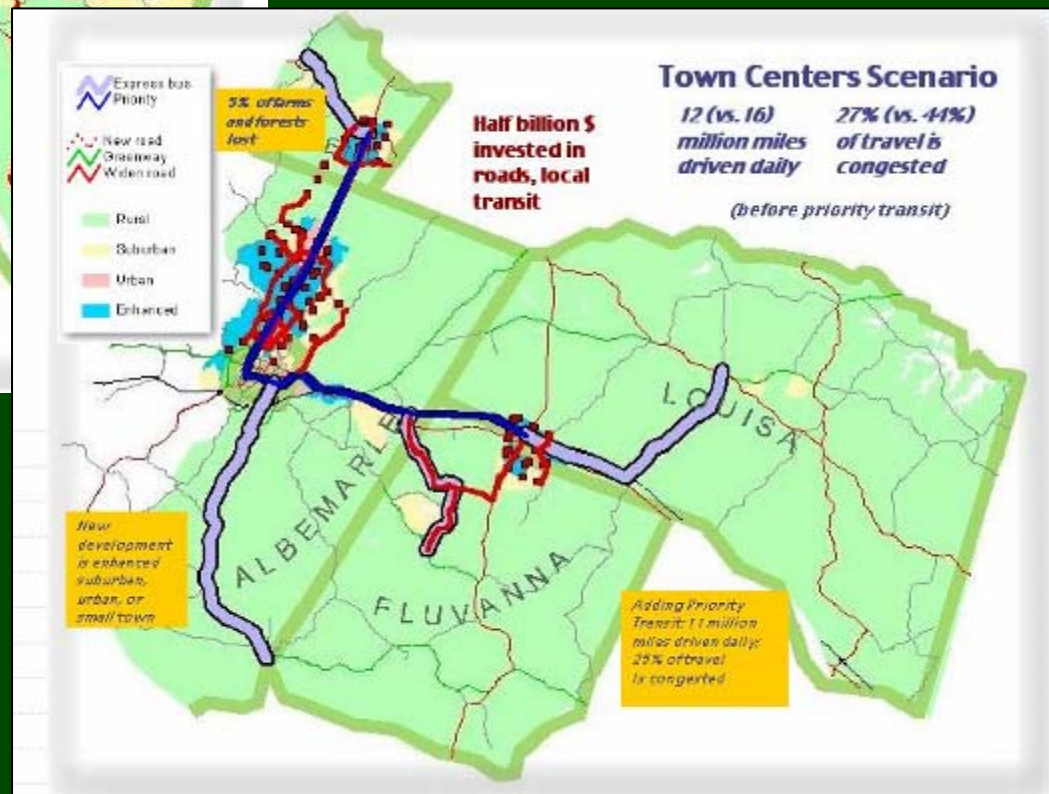 Town Centers Scenario
12 (vs. 16)
million miles
driven daily
27% (vs. 44%)
of travel is
congested
(before priority transit)
Half billion $
invested in
roads, local
transit
Express bus
Priority
New road
Greenway
Widen road
Rural
Suburban
Urban
Enhanced
5% of farms
and forests
lost
LOUISA
ALBEMARLE
FLUVANNA
New
development
is enhanced
suburban,
urban, or
small town
Adding Priority
Transit: 11 million
miles driven daily;
25% of travel
is congested